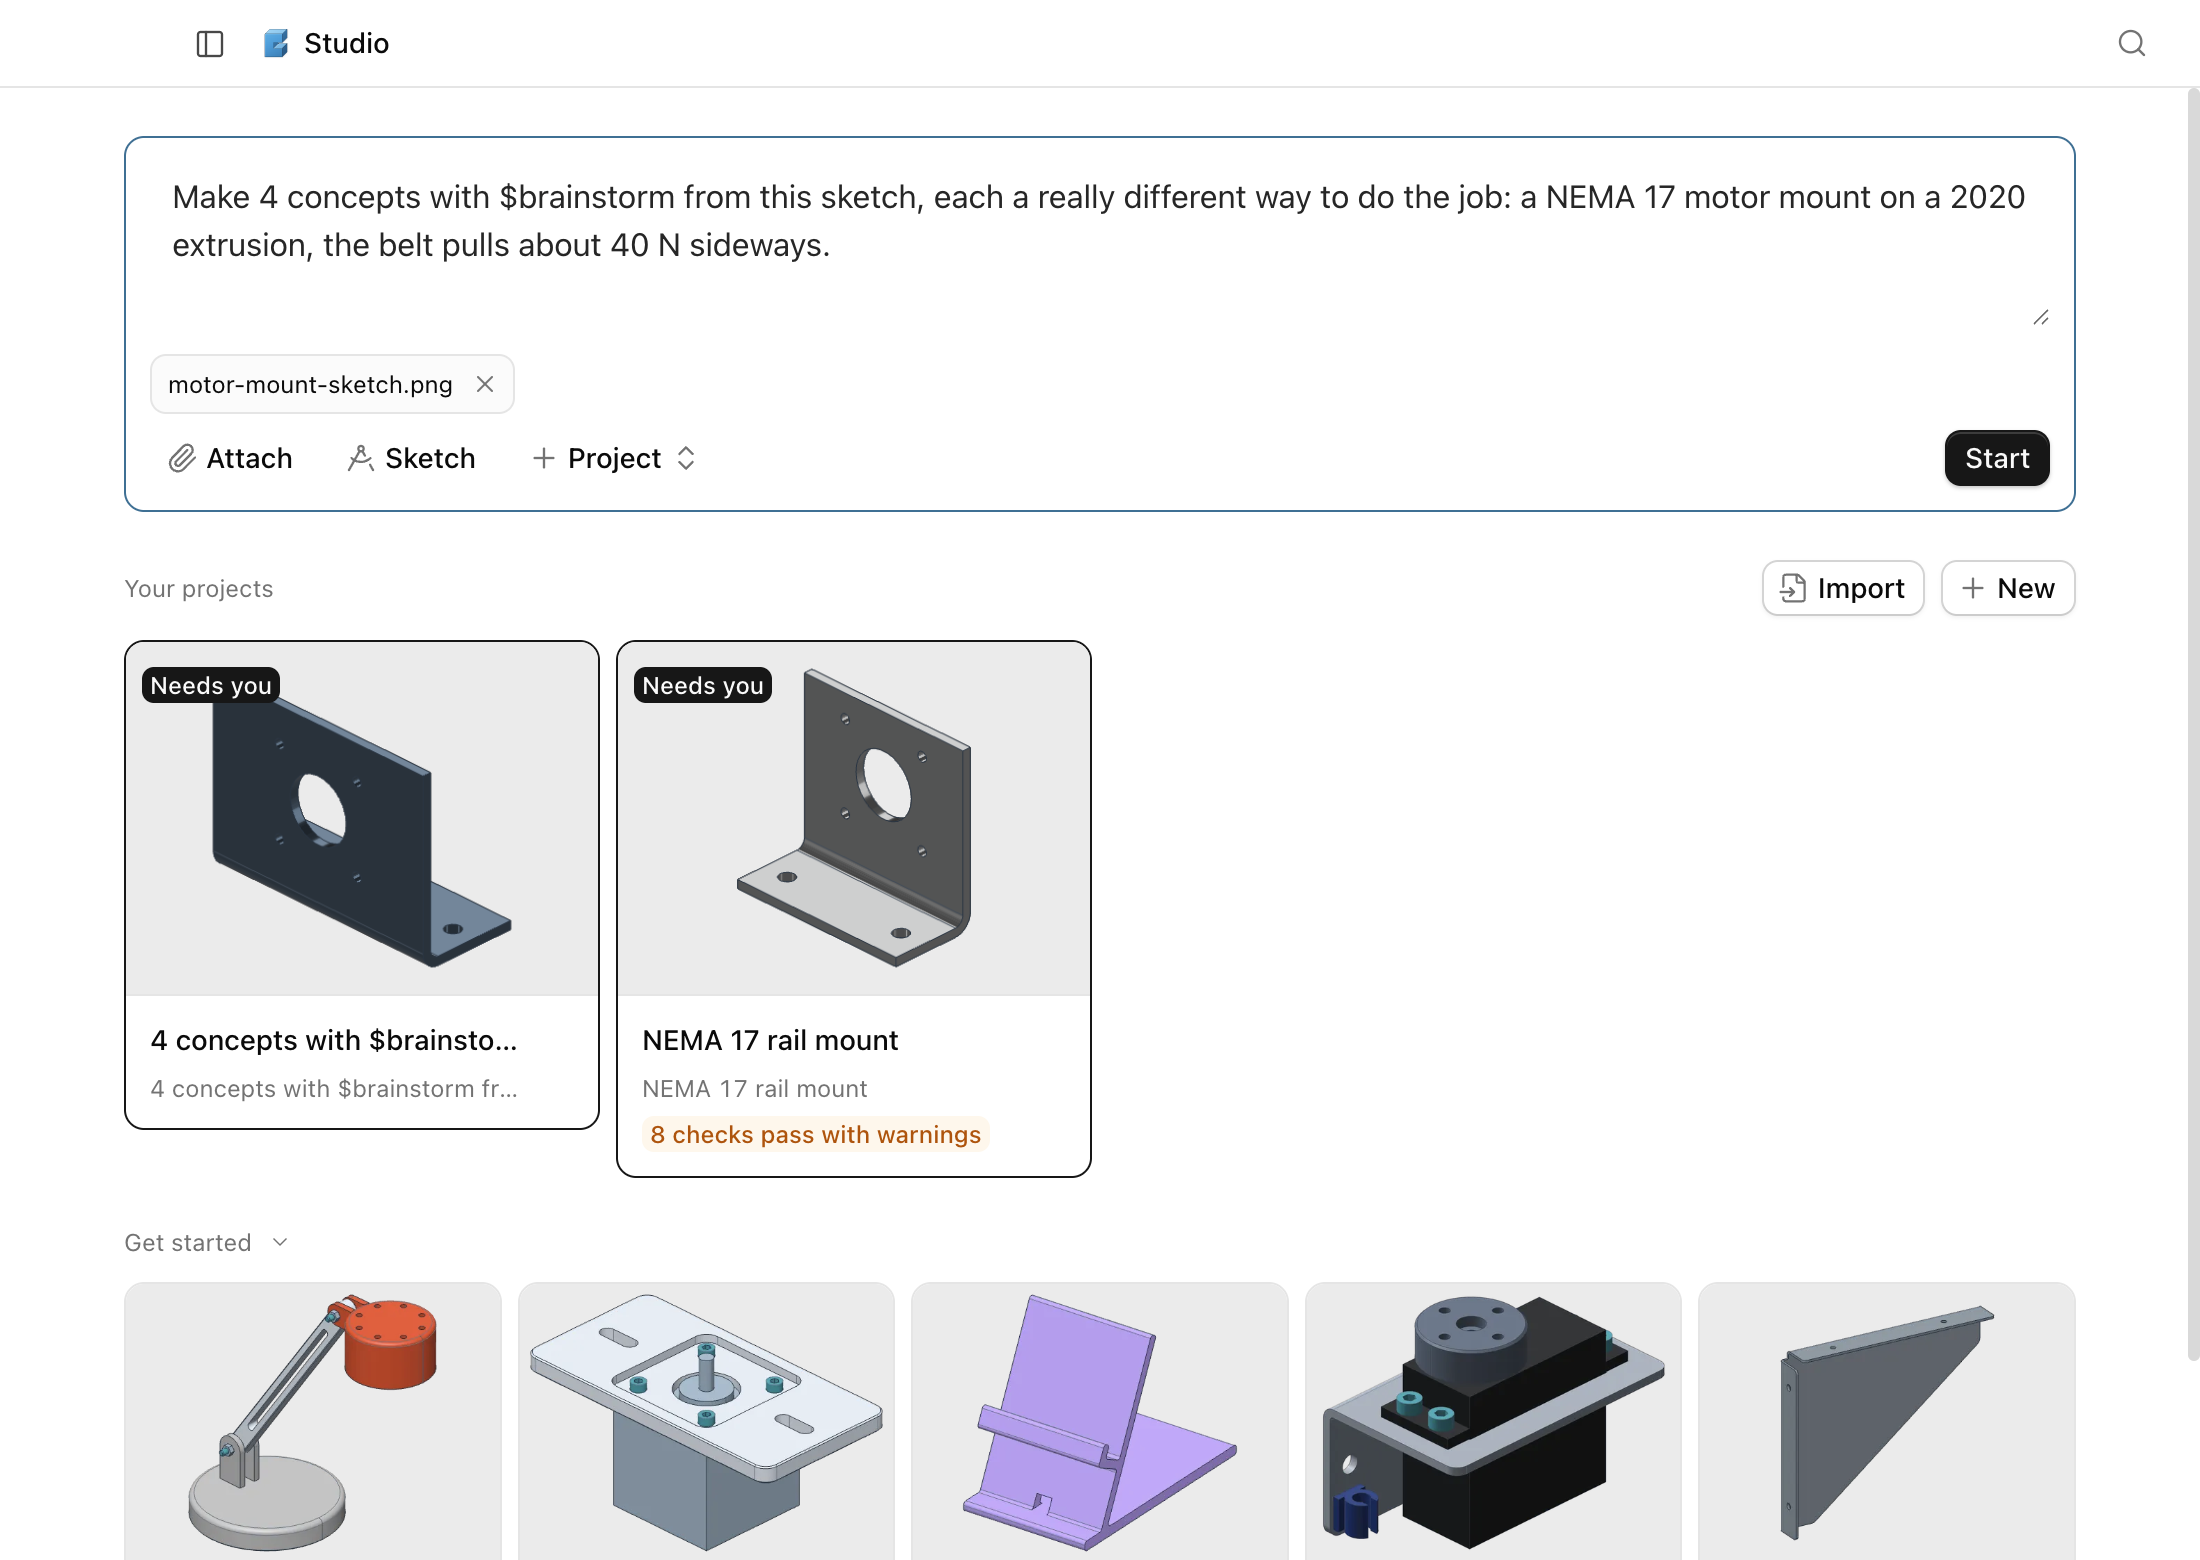 Studio
Make 4 concepts with $brainstorm from this sketch, each a really different way to do the job: a NEMA 17 motor mount on a 2020
extrusion, the belt pulls about 40 N sideways.
motor-mount-sketch.png
Attach
Sketch
Project
Start
Your projects
Import
New
Needs you
Needs you
4 concepts with $brainsto...
4 concepts with $brainstorm fr...
NEMA 17 rail mount
NEMA 17 rail mount
8 checks pass with warnings
Get started